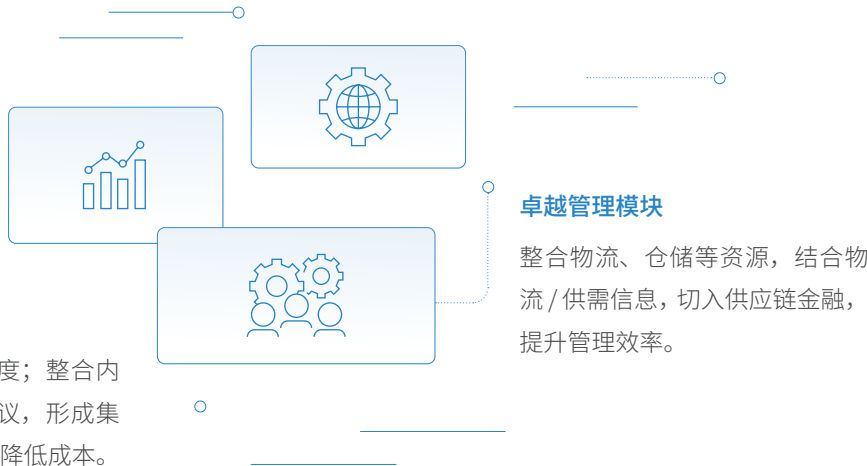 卓越管理模块
整合物流、仓储等资源，结合物
流 / 供需信息，切入供应链金融，
提升管理效率。
度；整合内
议，形成集
降低成本。